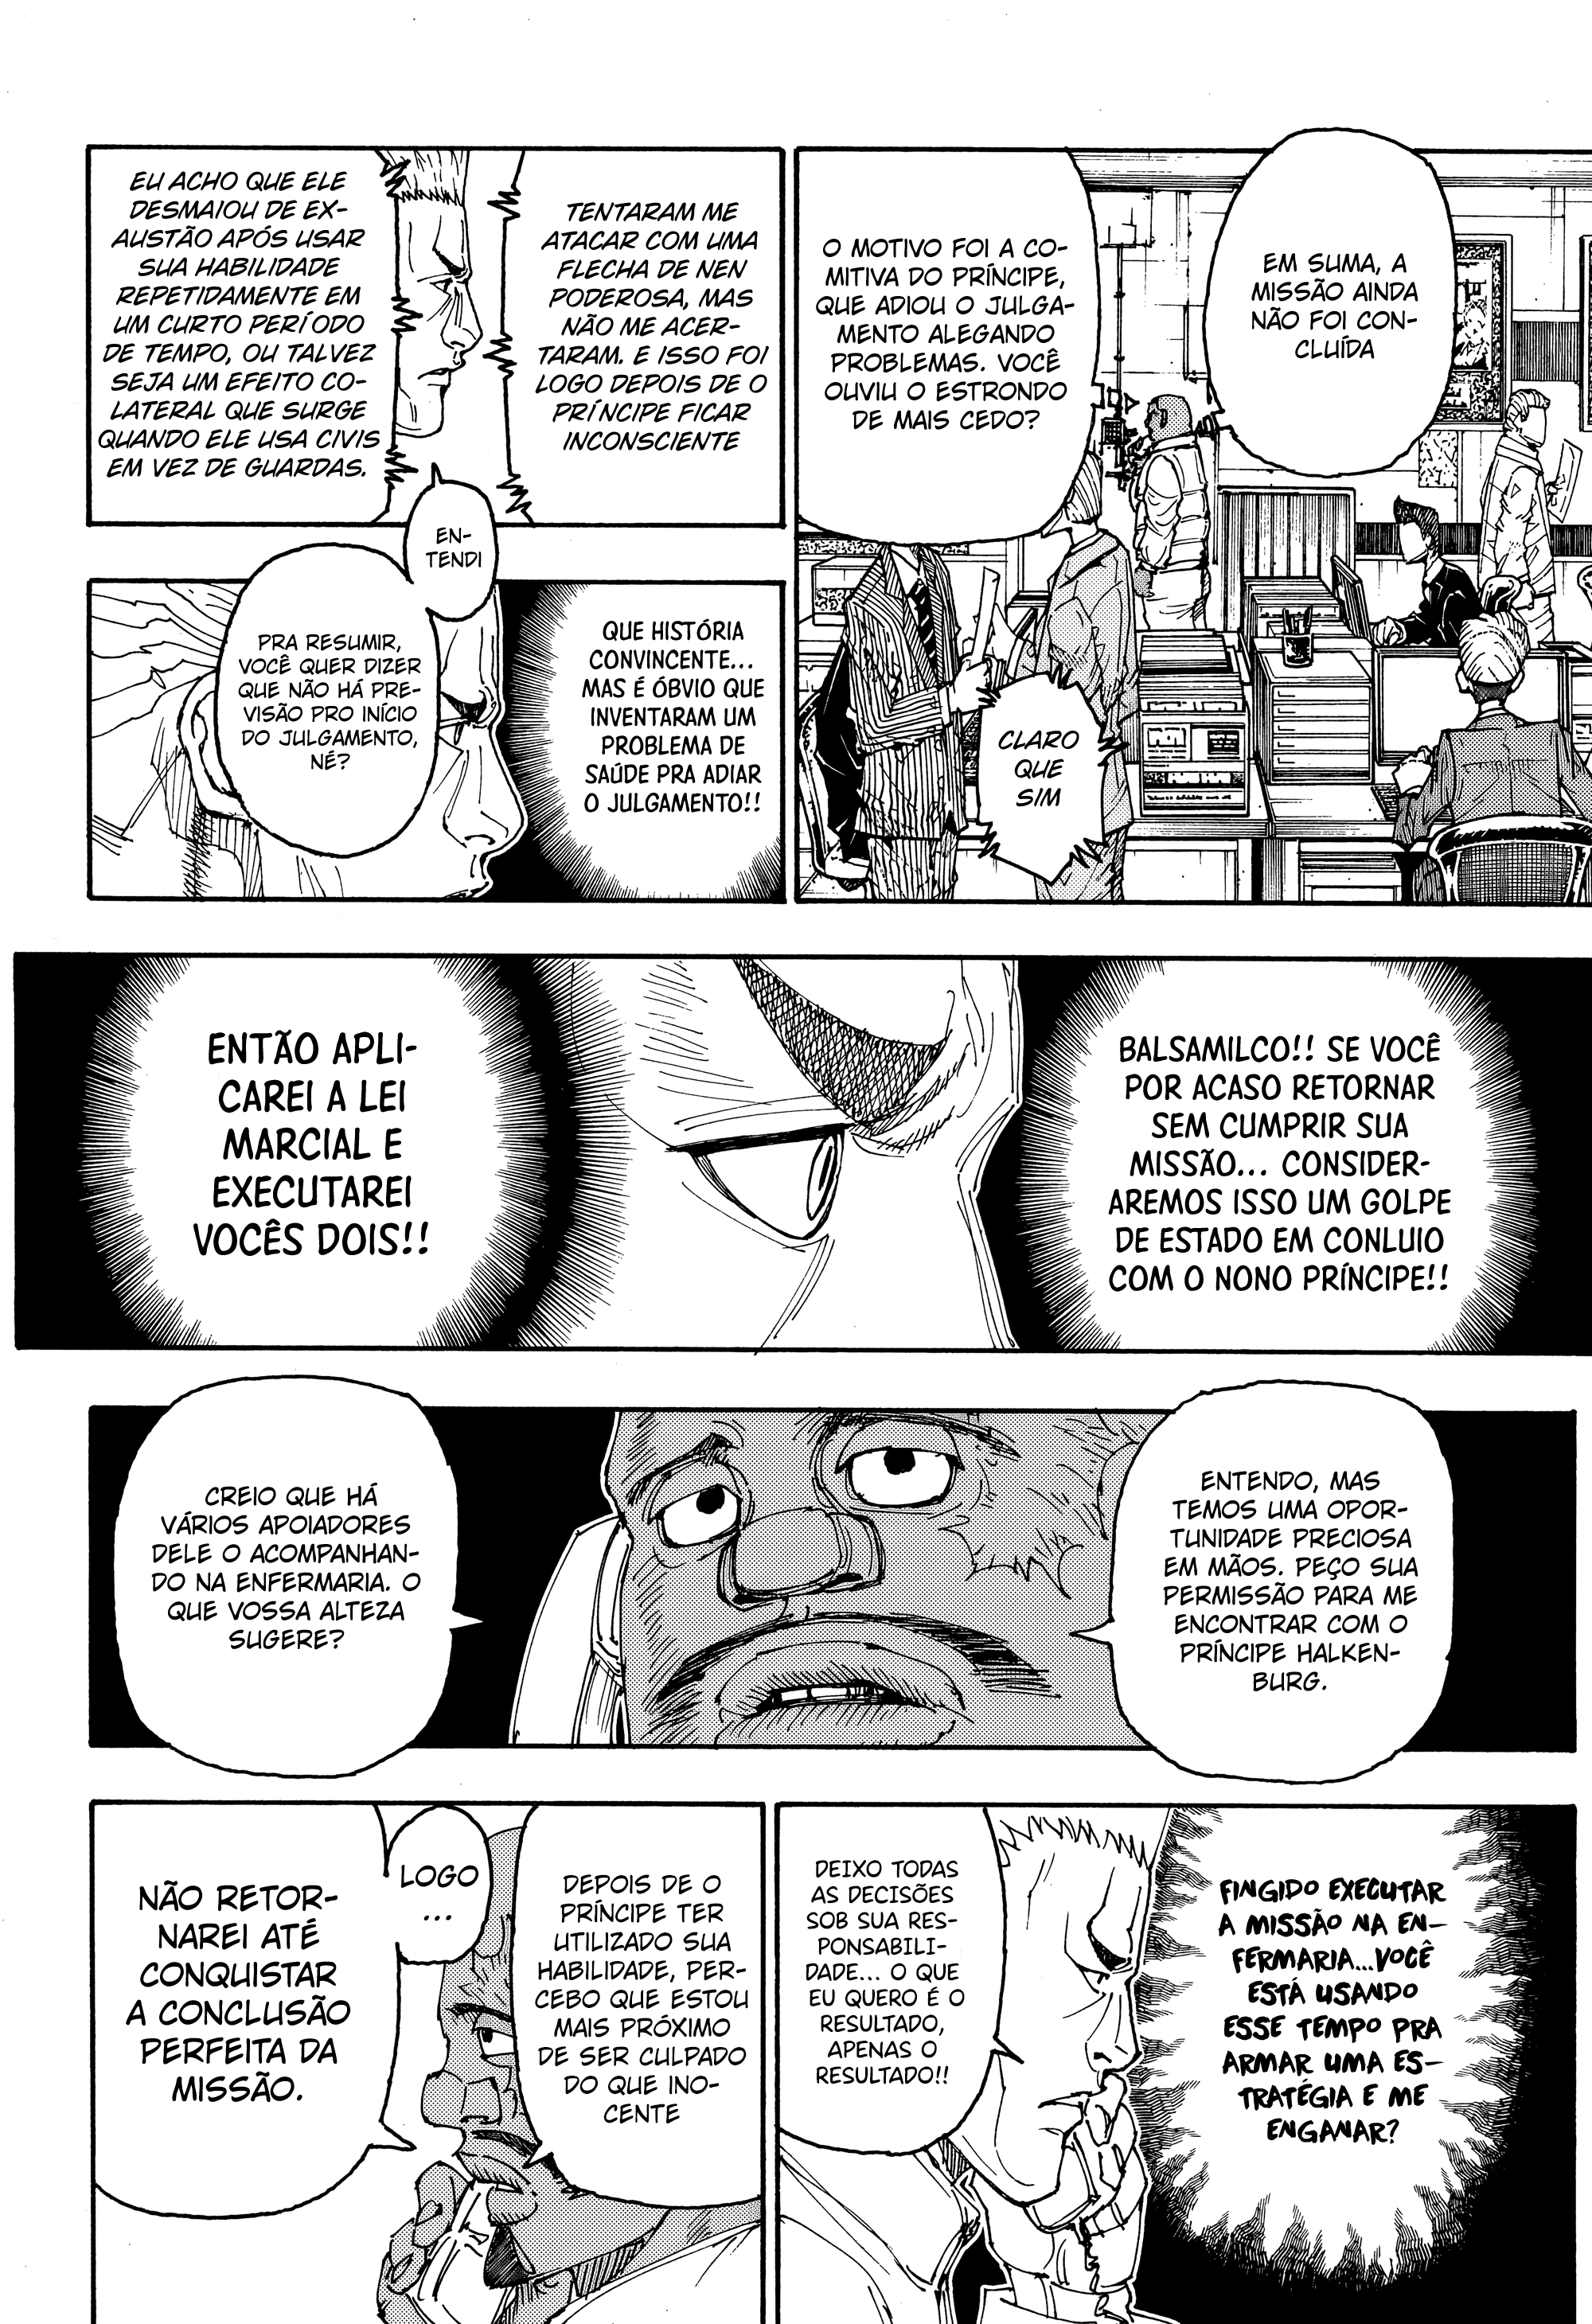 EM SUMA, A
MISSÃO AINDA
NÃO FOI CON-
CLUÍDA
O MOTIVO FOI A CO-
MITIVA DO PRÍNCIPE,
QUE ADIOU O JULGA-
MENTO ALEGANDO
PROBLEMAS. VOCÊ
OUVIU O ESTRONDO
DE MAIS CEDO?
CLARO
QUE
SIM
TENTARAM ME
ATACAR COM UMA
FLECHA DE NEN
PODEROSA, MAS
NÃO ME ACER-
TARAM. E ISSO FOI
LOGO DEPOIS DE O
PRÍNCIPE FICAR
INCONSCIENTE
EU ACHO QUE ELE
DESMAIOU DE EX-
AUSTÃO APÓS USAR
SUA HABILIDADE
REPETIDAMENTE EM
UM CURTO PERÍODO
DE TEMPO, OU TALVEZ
SEJA UM EFEITO CO-
LATERAL QUE SURGE
QUANDO ELE USA CIVIS
EM VEZ DE GUARDAS.
QUE HISTÓRIA
CONVINCENTE...
MAS É ÓBVIO QUE
INVENTARAM UM
PROBLEMA DE
SAÚDE PRA ADIAR
O JULGAMENTO!!
EN-
TENDI
PRA RESUMIR,
VOCÊ QUER DIZER
QUE NÃO HÁ PRE-
VISÃO PRO INÍCIO
DO JULGAMENTO,
NÉ?
BALSAMILCO!! SE VOCÊ
POR ACASO RETORNAR
SEM CUMPRIR SUA
MISSÃO... CONSIDER-
AREMOS ISSO UM GOLPE
DE ESTADO EM CONLUIO
COM O NONO PRÍNCIPE!!
ENTÃO APLI-
CAREI A LEI
MARCIAL E
EXECUTAREI
VOCÊS DOIS!!
ENTENDO, MAS
TEMOS UMA OPOR-
TUNIDADE PRECIOSA
EM MÃOS. PEÇO SUA
PERMISSÃO PARA ME
ENCONTRAR COM O
PRÍNCIPE HALKEN-
BURG.
CREIO QUE HÁ
VÁRIOS APOIADORES
DELE O ACOMPANHAN-
DO NA ENFERMARIA. O
QUE VOSSA ALTEZA
SUGERE?
FINGIDO EXECUTAR
A MISSÃO NA EN-
FERMARIA...VOCÊ
ESTÁ USANDO
ESSE TEMPO PRA
ARMAR UMA ES-
TRATÉGIA E ME
ENGANAR?
DEIXO TODAS
AS DECISÕES
SOB SUA RES-
PONSABILI-
DADE... O QUE
EU QUERO É O
RESULTADO,
APENAS O
RESULTADO!!
DEPOIS DE O
PRÍNCIPE TER
UTILIZADO SUA
HABILIDADE, PER-
CEBO QUE ESTOU
MAIS PRÓXIMO
DE SER CULPADO
DO QUE INO-
CENTE
LOGO
...
NÃO RETOR-
NAREI ATÉ
CONQUISTAR
A CONCLUSÃO
PERFEITA DA
MISSÃO.